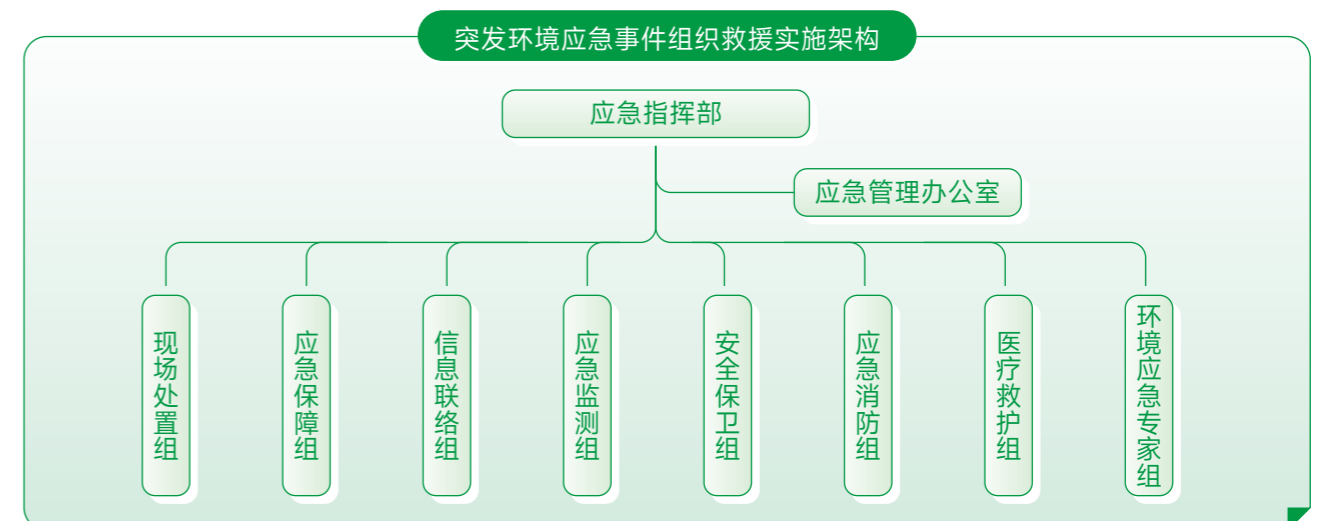 突发环境应急事件组织救援实施架构
应急指挥部
应急管理办公室
现场处置组
应急保障组
信息联络组
应急监测组
安全保卫组
应急消防组
医疗救护组
环境应急专家组